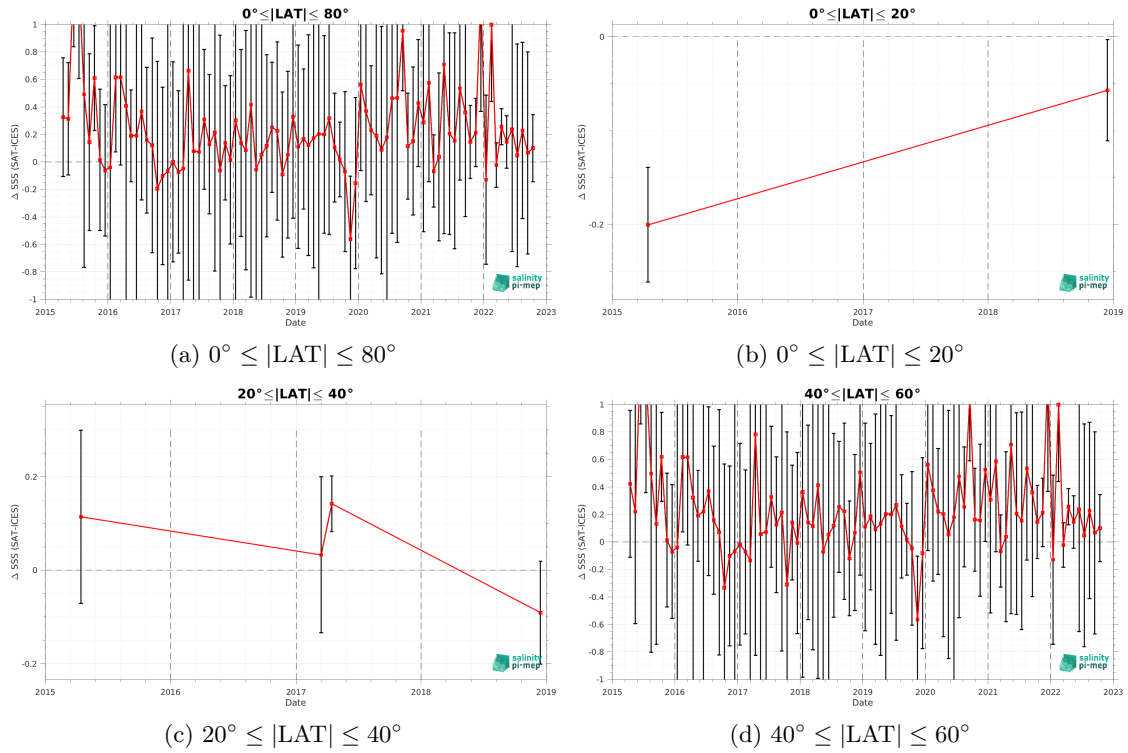 0°≤|LAT|≤ 80°
Δ SSS (SAT-ICES)
1
0.8
0.6
0.4
0.2
0
-0.2
-0.4
-0.6
-0.8
-1
2015 2016 2017 2018 2019 2020 2021 2022 2023
Date
salinity
pi-mep
(a) 0° ≤ |LAT| ≤ 80°
0°≤|LAT|≤ 20°
Δ SSS (SAT-ICES)
0
-0.2
2015 2016 2017 2018 2019
Date
salinity
pi-mep
(b) 0° ≤ |LAT| ≤ 20°
20°≤|LAT|≤ 40°
Δ SSS (SAT-ICES)
0.2
0
-0.2
2015 2016 2017 2018 2019
Date
salinity
pi-mep
(c) 20° ≤ |LAT| ≤ 40°
40°≤|LAT|≤ 60°
Δ SSS (SAT-ICES)
1
0.8
0.6
0.4
0.2
0
-0.2
-0.4
-0.6
-0.8
-1
2015 2016 2017 2018 2019 2020 2021 2022 2023
Date
salinity
pi-mep
(d) 40° ≤ |LAT| ≤ 60°